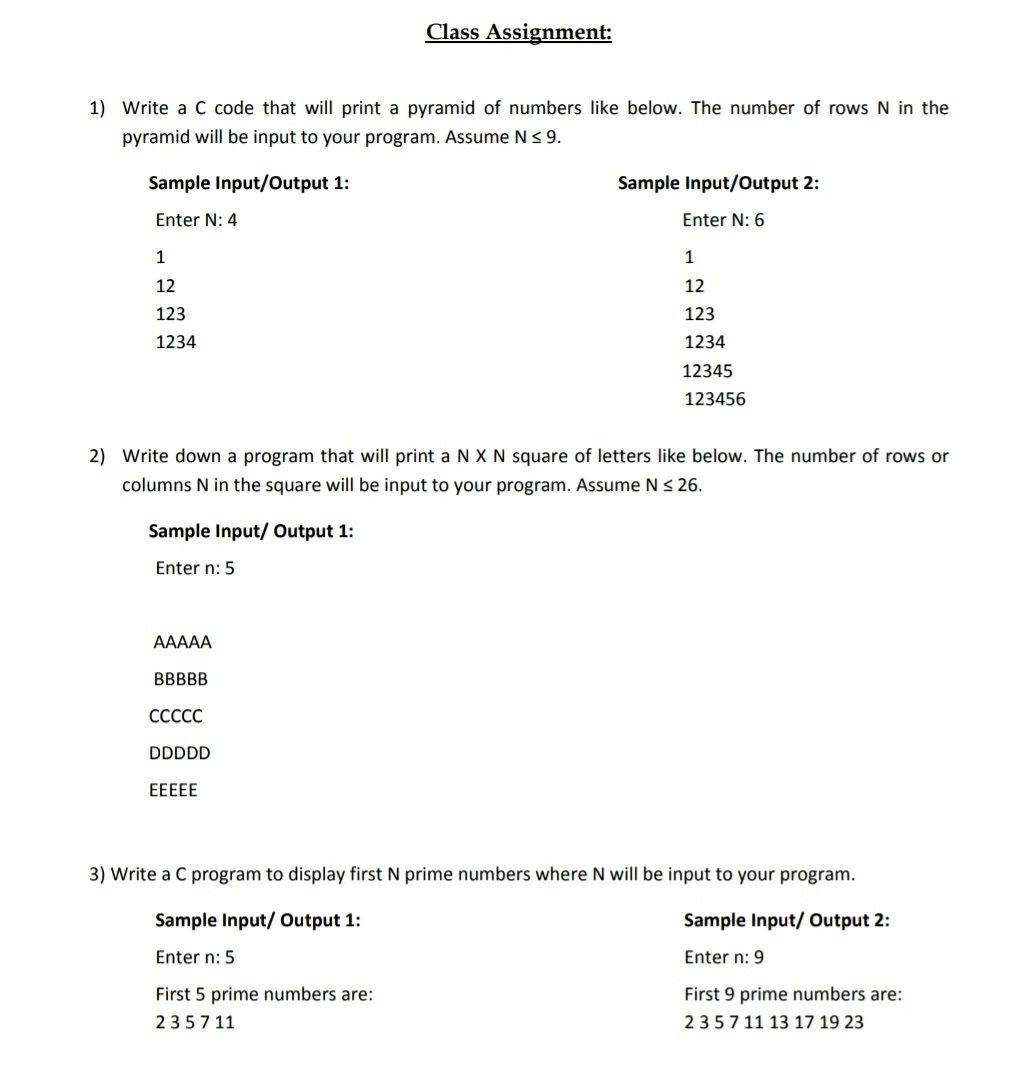 Class Assignment:
1) Write a C code that will print a pyramid of numbers like below. The number of rows N in the
pyramid will be input to your program. Assume N ≤ 9.
Sample Input/Output 1:
Enter N: 4
1
12
123
1234
Sample Input/Output 2:
Enter N: 6
1
12
123
1234
12345
123456
2) Write down a program that will print a N X N square of letters like below. The number of rows or
columns N in the square will be input to your program. Assume N ≤ 26.
Sample Input/ Output 1:
Enter n: 5
AAAAA
BBBBB
CCCCC
DDDDD
EEEEE
3) Write a C program to display first N prime numbers where N will be input to your program.
Sample Input/ Output 1:
Enter n: 5
First 5 prime numbers are:
2 3 5 7 11
Sample Input/ Output 2:
Enter n: 9
First 9 prime numbers are:
2 3 5 7 11 13 17 19 23